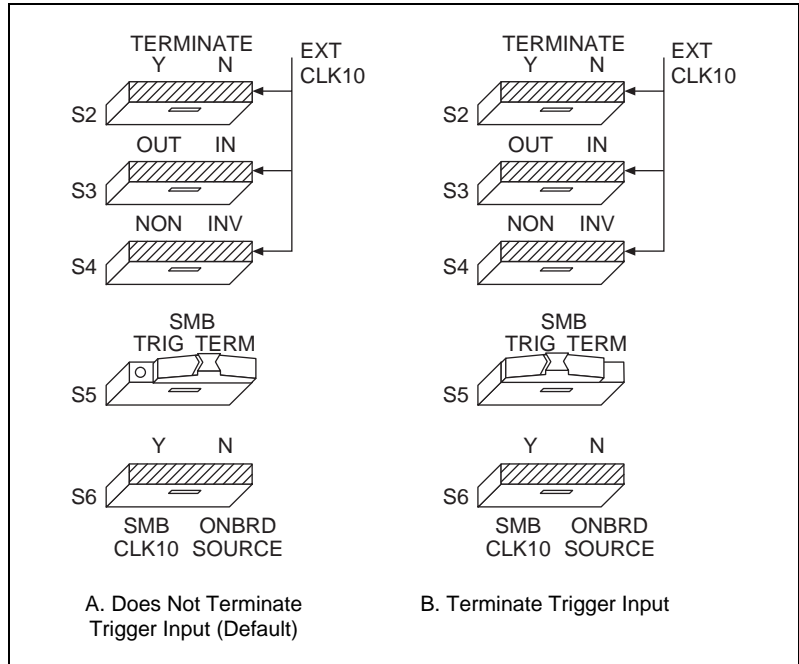 TERMINATE
Y N
EXT
CLK10
S2
OUT IN
S3
NON INV
S4
SMB
TRIG TERM
S5
Y N
S6
SMB ONBRD
CLK10 SOURCE
A. Does Not Terminate
Trigger Input (Default)
TERMINATE
Y N
EXT
CLK10
S2
OUT IN
S3
NON INV
S4
SMB
TRIG TERM
S5
Y N
S6
SMB ONBRD
CLK10 SOURCE
B. Terminate Trigger Input